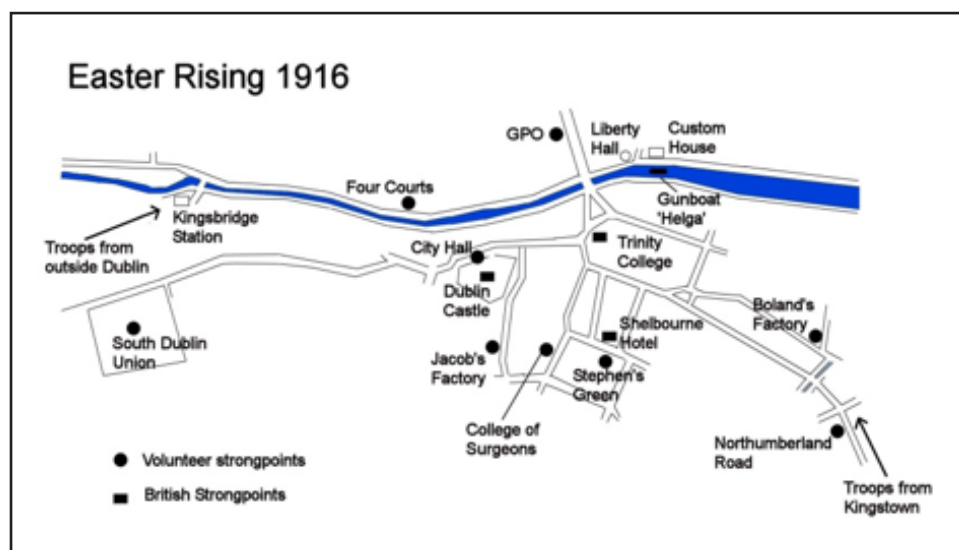 Easter Rising 1916
GPO
Liberty
Hall
Custom
House
Four Courts
Gunboat
'Helga'
Kingsbridge
Station
Troops from
outside Dublin
City Hall
Trinity
College
Dublin
Castle
Boland's
Factory
South Dublin
Union
Shelbourne
Hotel
Jacob's
Factory
Stephen's
Green
College of
Surgeons
Northumberland
Road
Volunteer strongpoints
British Strongpoints
Troops from
Kingstown